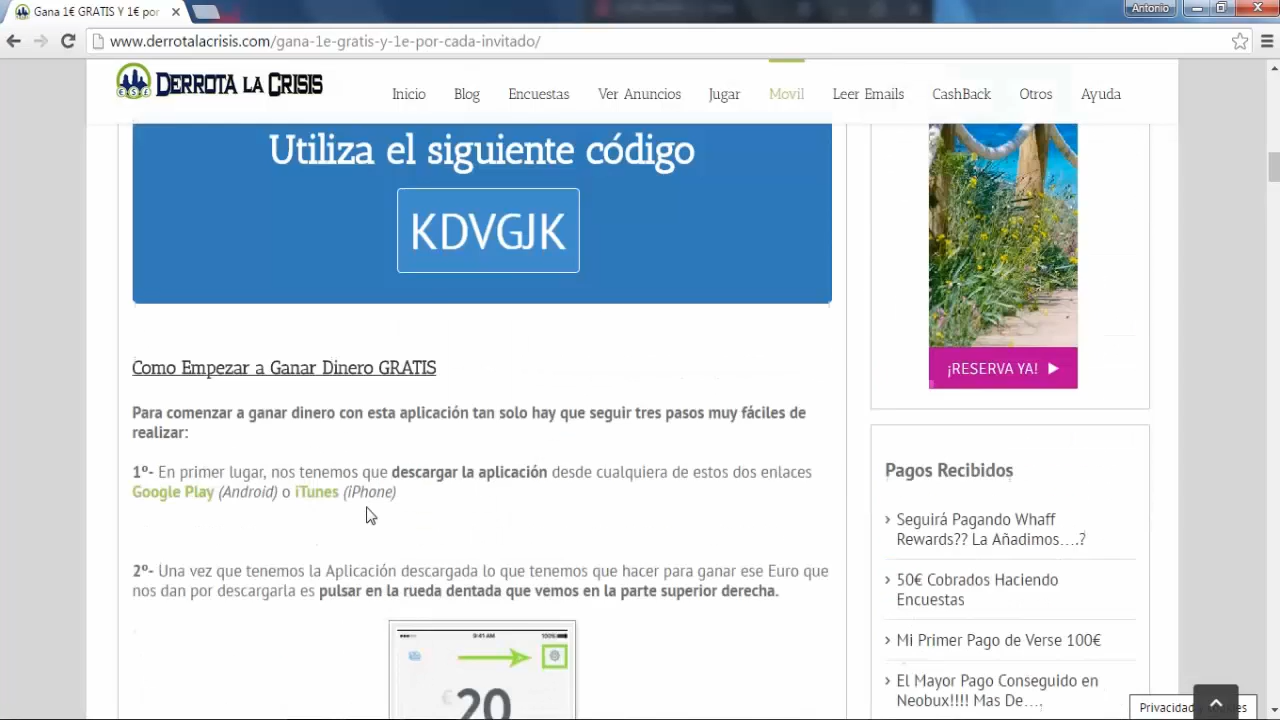 Gana 1€ GRATIS Y 1€ por
Antonio
www.derrotalacrisis.com/gana-1e-gratis-y-1e-por-cada-invitado/
ESE
DERROTA LA CRISIS
Inicio Blog Encuestas Ver Anuncios Jugar Movil Leer Emails CashBack Otros Ayuda
Utiliza el siguiente código
KDVGJK
Como Empezar a Ganar Dinero GRATIS
Para comenzar a ganar dinero con esta aplicación tan solo hay que seguir tres pasos muy fáciles de
realizar:
1º- En primer lugar, nos tenemos que descargar la aplicación desde cualquiera de estos dos enlaces
Google Play (Android) o iTunes (iPhone)
2º- Una vez que tenemos la Aplicación descargada lo que tenemos que hacer para ganar ese Euro que
nos dan por descargarla es pulsar en la rueda dentada que vemos en la parte superior derecha.
9:41 AM 100%
€20
¡RESERVA YA!
Pagos Recibidos
Seguirá Pagando Whaff
Rewards?? La Añadimos....?
50€ Cobrados Haciendo
Encuestas
Mi Primer Pago de Verse 100€
El Mayor Pago Conseguido en
Neobux!!!! Mas De....
Privacidad